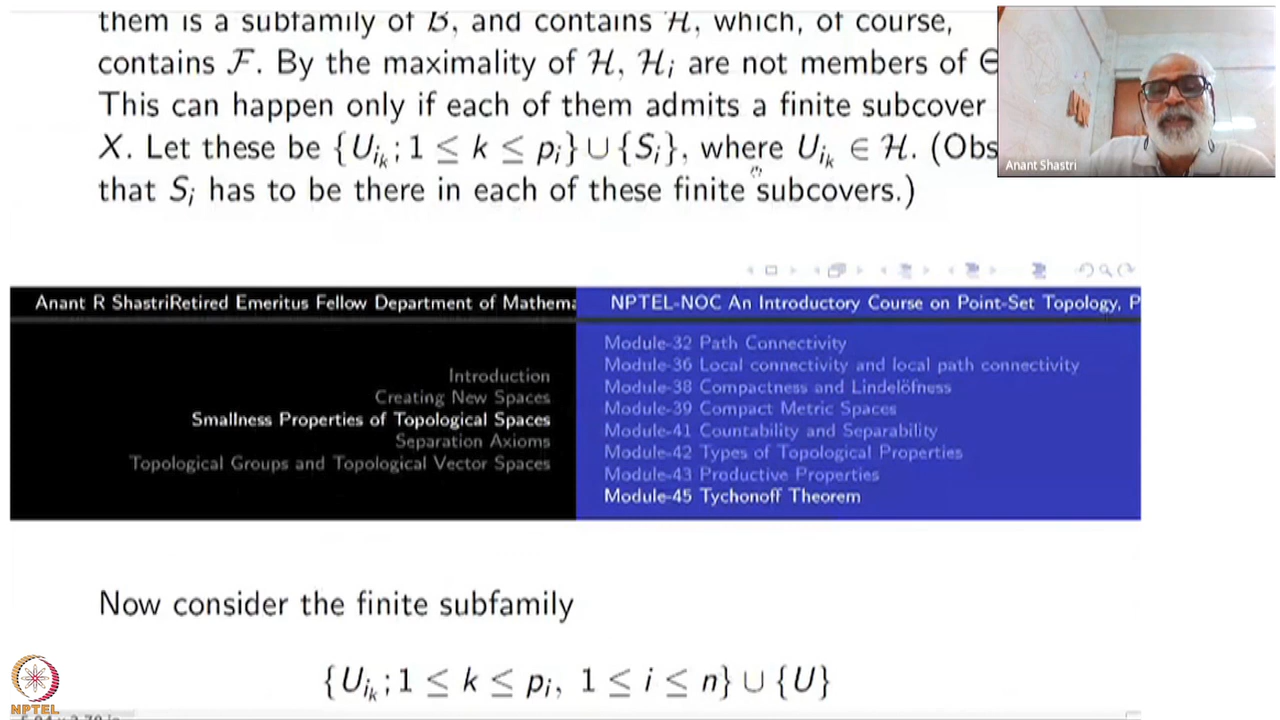 them is a subfamily of ℬ, and contains ℋ, which, of course,
contains ℱ. By the maximality of ℋ, ℋᵢ are not members of Θ
This can happen only if each of them admits a finite subcover
X. Let these be {U_{i_k}; 1 ≤ k ≤ p_i} ∪ {S_i}, where U_{i_k} ∈ ℋ. (Obs
that S_i has to be there in each of these finite subcovers.)
Anant Shastri
Anant R ShastriRetired Emeritus Fellow Department of Mathema
NPTEL-NOC An Introductory Course on Point-Set Topology, P
Introduction
Creating New Spaces
Smallness Properties of Topological Spaces
Separation Axioms
Topological Groups and Topological Vector Spaces
Module-32 Path Connectivity
Module-36 Local connectivity and local path connectivity
Module-38 Compactness and Lindelöfness
Module-39 Compact Metric Spaces
Module-41 Countability and Separability
Module-42 Types of Topological Properties
Module-43 Productive Properties
Module-45 Tychonoff Theorem
Now consider the finite subfamily
{U_{i_k}; 1 ≤ k ≤ p_i, 1 ≤ i ≤ n} ∪ {U}
NPTEL